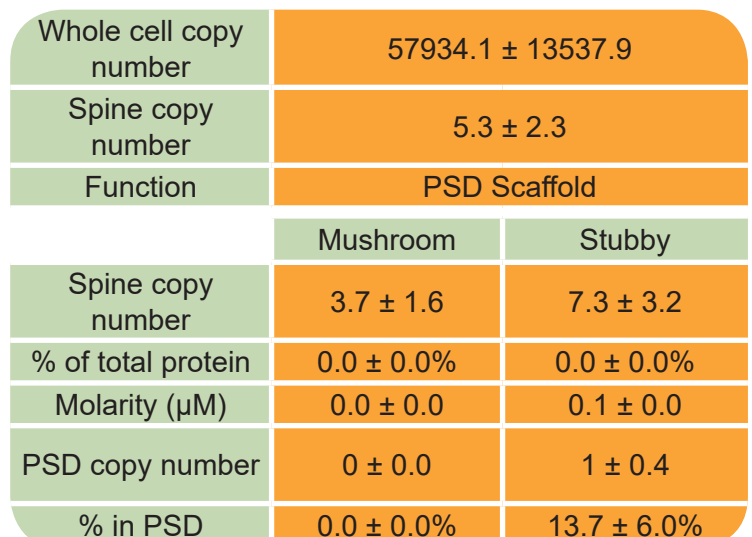 Whole cell copy
number
57934.1 ± 13537.9
Spine copy
number
5.3 ± 2.3
Function
PSD Scaffold
Mushroom
Stubby
Spine copy
number
3.7 ± 1.6
7.3 ± 3.2
% of total protein
0.0 ± 0.0%
0.0 ± 0.0%
Molarity (µM)
0.0 ± 0.0
0.1 ± 0.0
PSD copy number
0 ± 0.0
1 ± 0.4
% in PSD
0.0 ± 0.0%
13.7 ± 6.0%